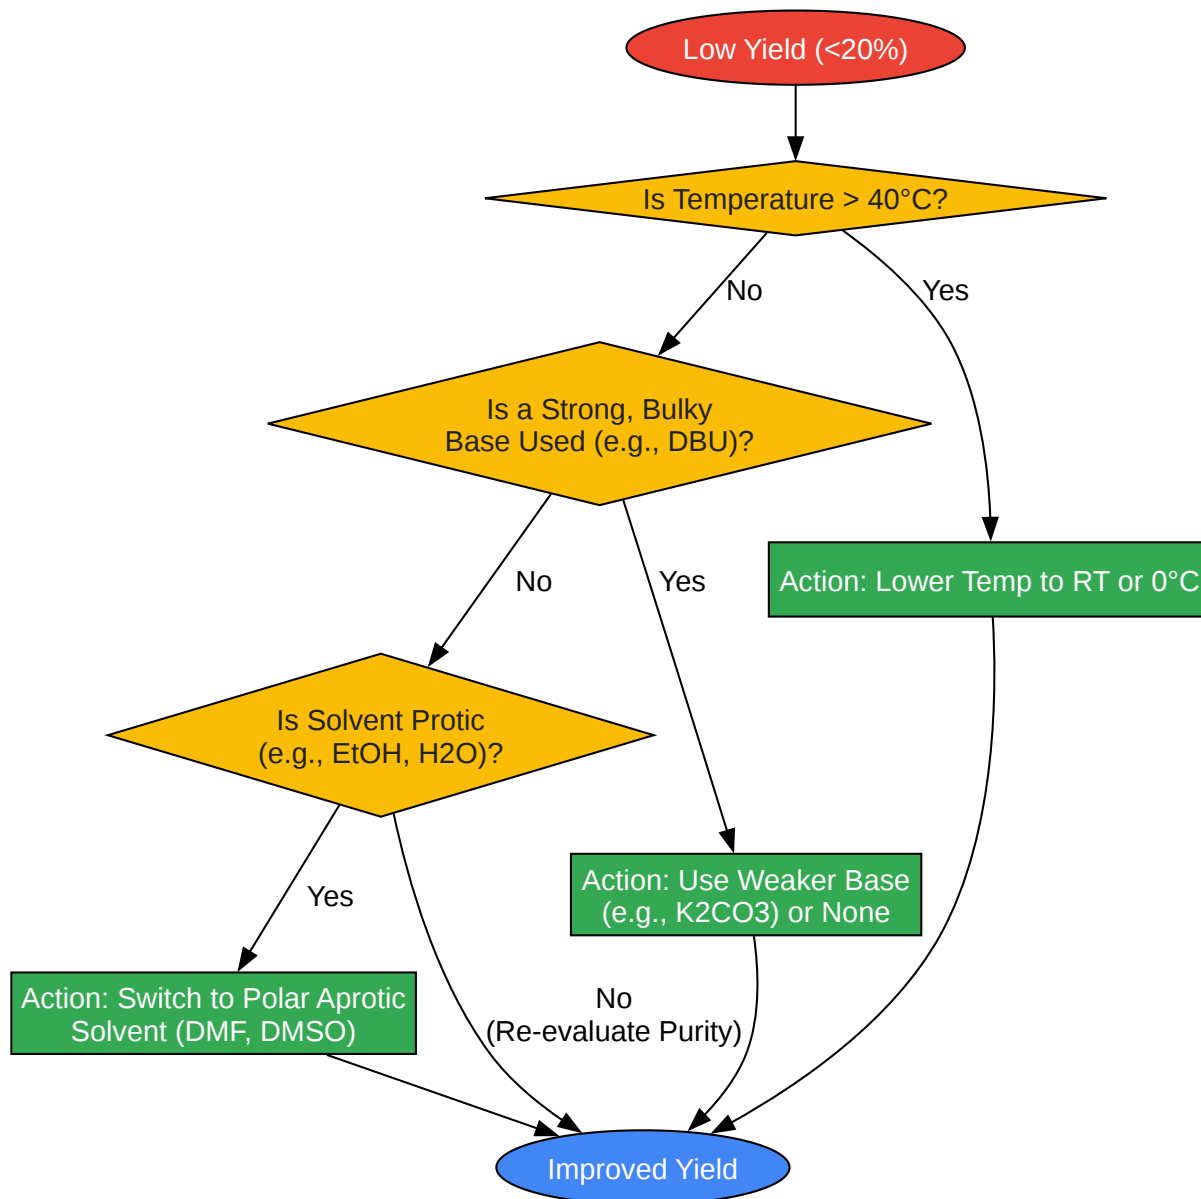 Low Yield (<20%)
Is Temperature > 40°C?
No
Yes
Is a Strong, Bulky
Base Used (e.g., DBU)?
No
Yes
Action: Lower Temp to RT or 0°C
Is Solvent Protic
(e.g., EtOH, H2O)?
Yes
Action: Use Weaker Base
(e.g., K2CO3) or None
Action: Switch to Polar Aprotic
Solvent (DMF, DMSO)
No
(Re-evaluate Purity)
Improved Yield